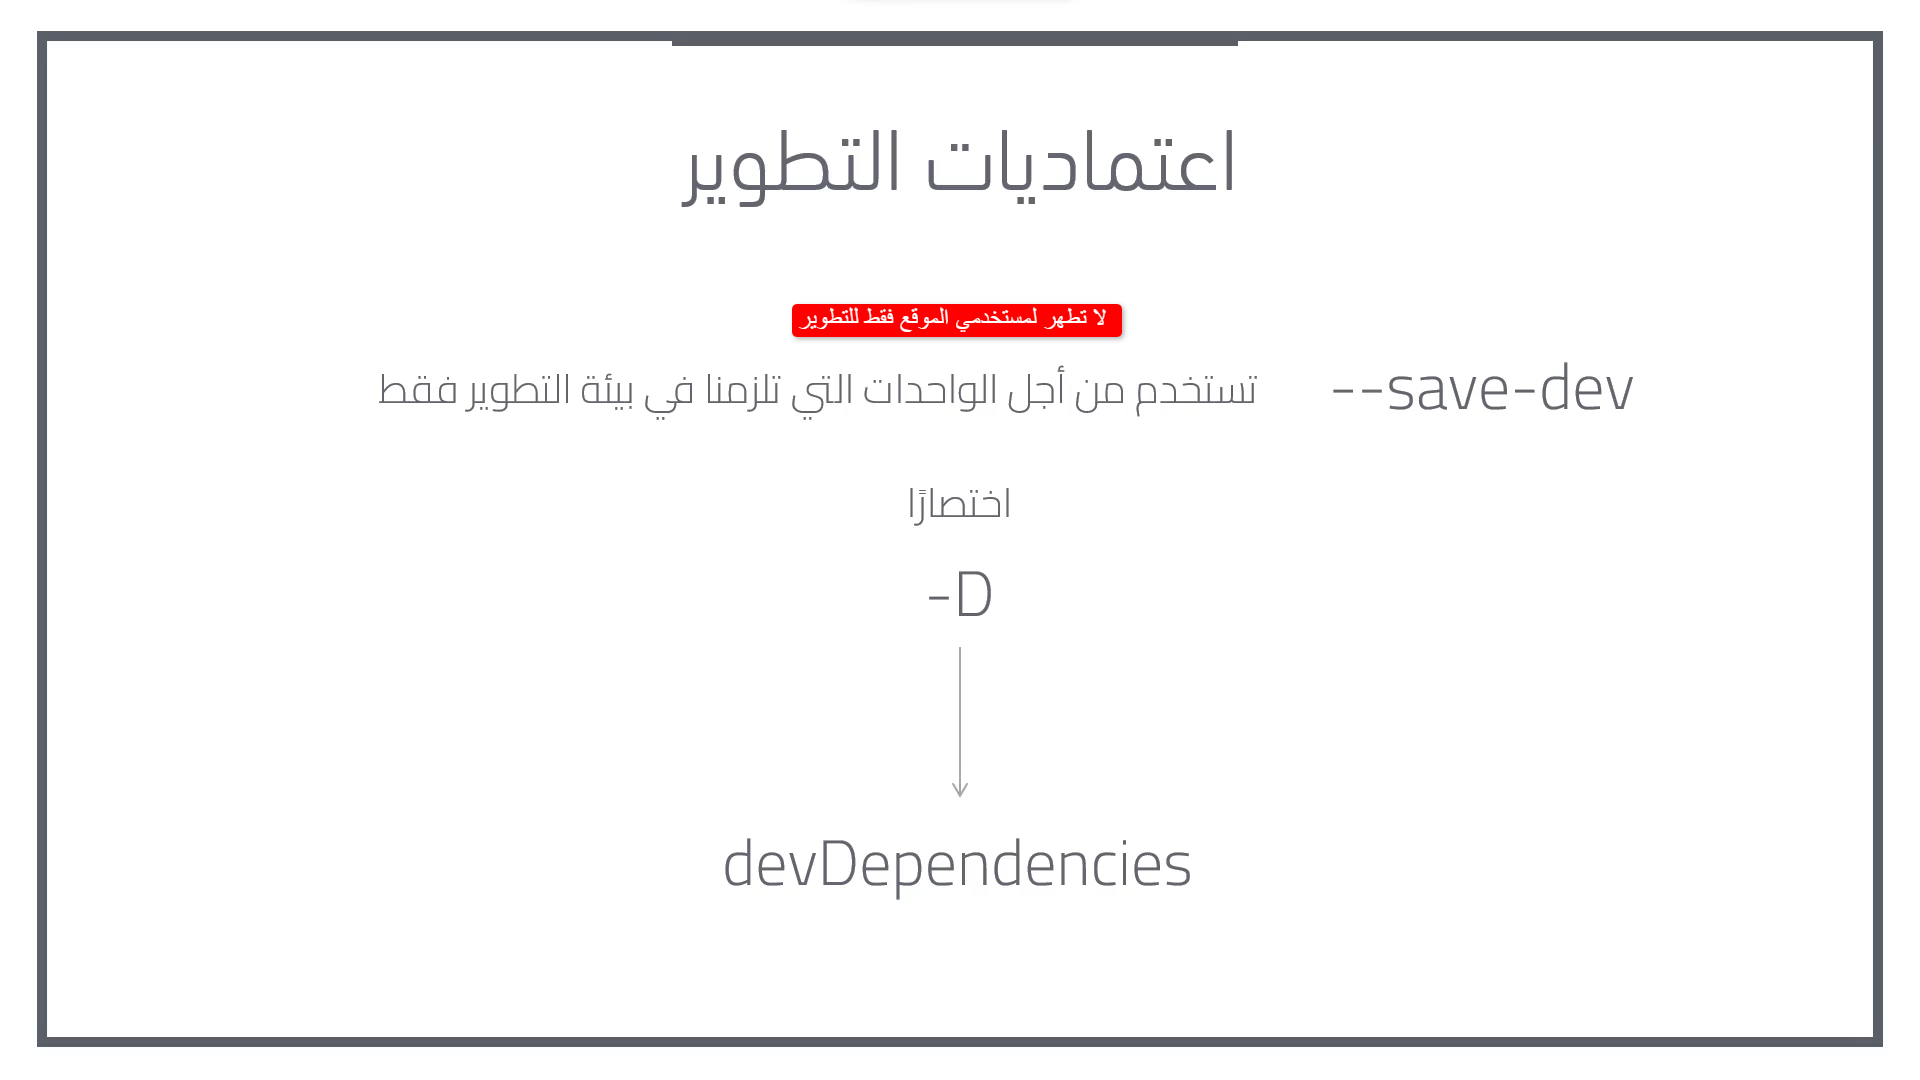 اعتماديات التطوير
لا تطهر لمستخدمي الموقع فقط للتطوير
--save-dev تستخدم من أجل الواحدات التي تلزمنا في بيئة التطوير فقط
اختصارًا
-D
devDependencies